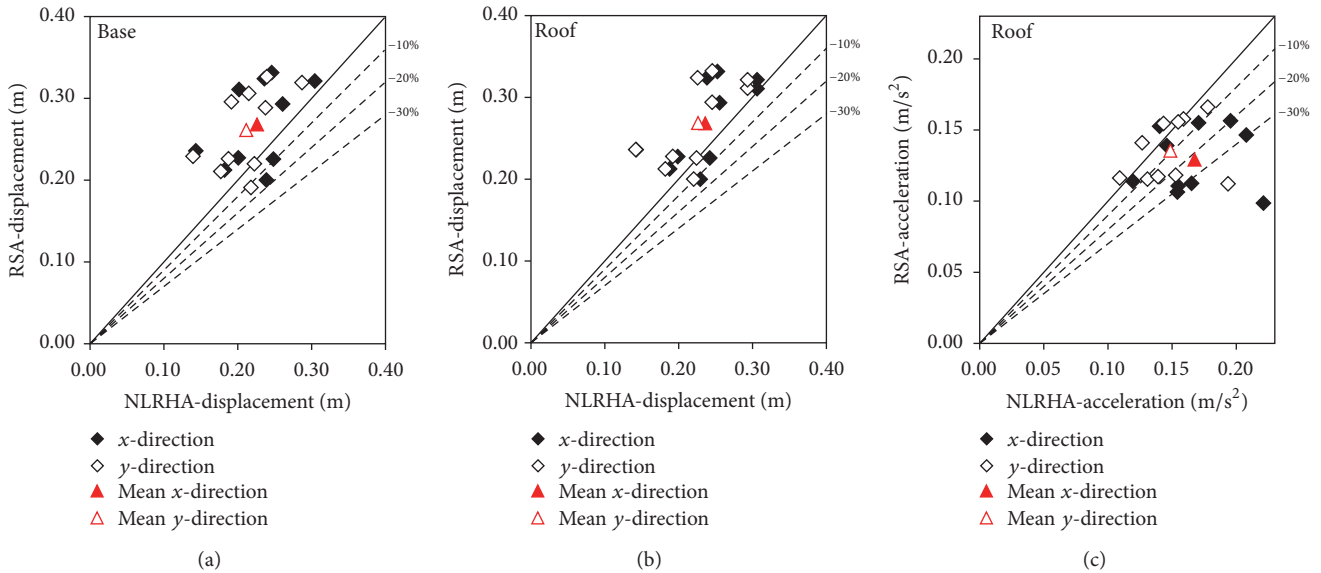 Base
0.40
0.30
0.20
0.10
0.00
RSA-displacement (m)
−10%
−20%
−30%
0.00 0.10 0.20 0.30 0.40
NLRHA-displacement (m)
x-direction
y-direction
Mean x-direction
Mean y-direction
(a)
Roof
0.40
0.30
0.20
0.10
0.00
RSA-displacement (m)
−10%
−20%
−30%
0.00 0.10 0.20 0.30 0.40
NLRHA-displacement (m)
x-direction
y-direction
Mean x-direction
Mean y-direction
(b)
Roof
0.20
0.15
0.10
0.05
0.00
RSA-acceleration (m/s²)
−10%
−20%
−30%
0.00 0.05 0.10 0.15 0.20
NLRHA-acceleration (m/s²)
x-direction
y-direction
Mean x-direction
Mean y-direction
(c)